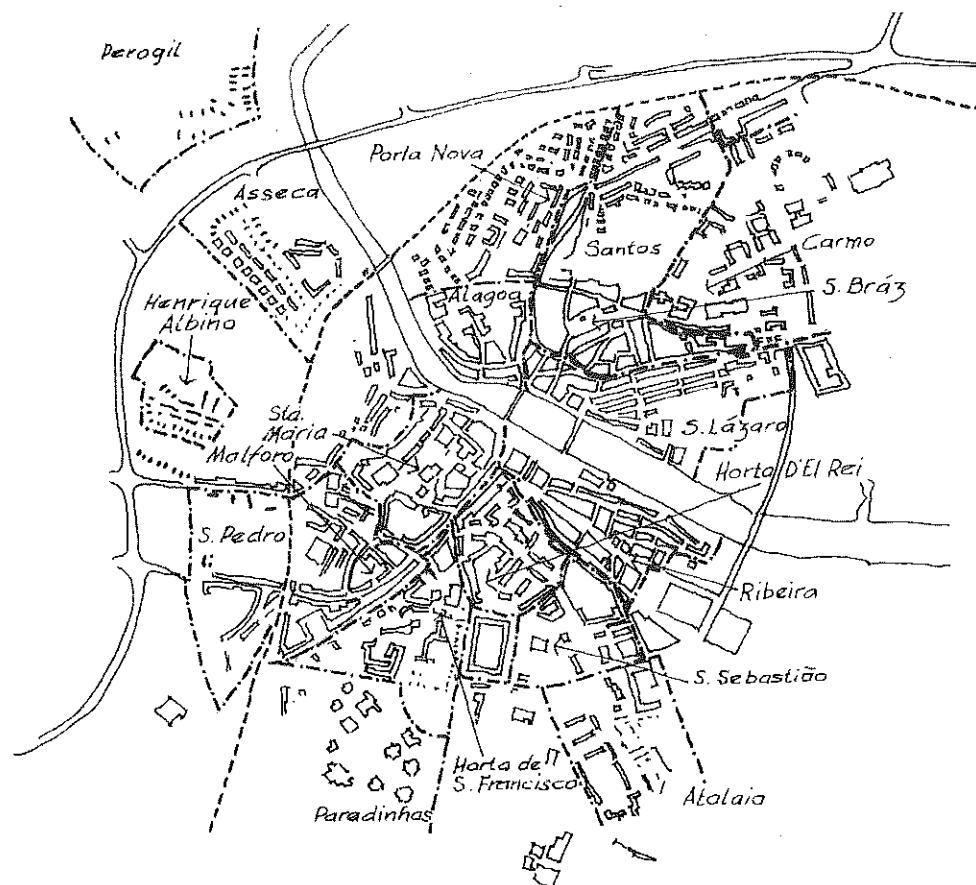 Perogil
Porta Nova
Asseca
Santos
Carmo
S. Bráz
Alagoa
Henrique
Albino
Sta.
Maria
Malforo
S. Lázaro
Horta D'El Rei
S. Pedro
Ribeira
S. Sebastião
Horta de
S. Francisco
Atalaia
Paradinhas